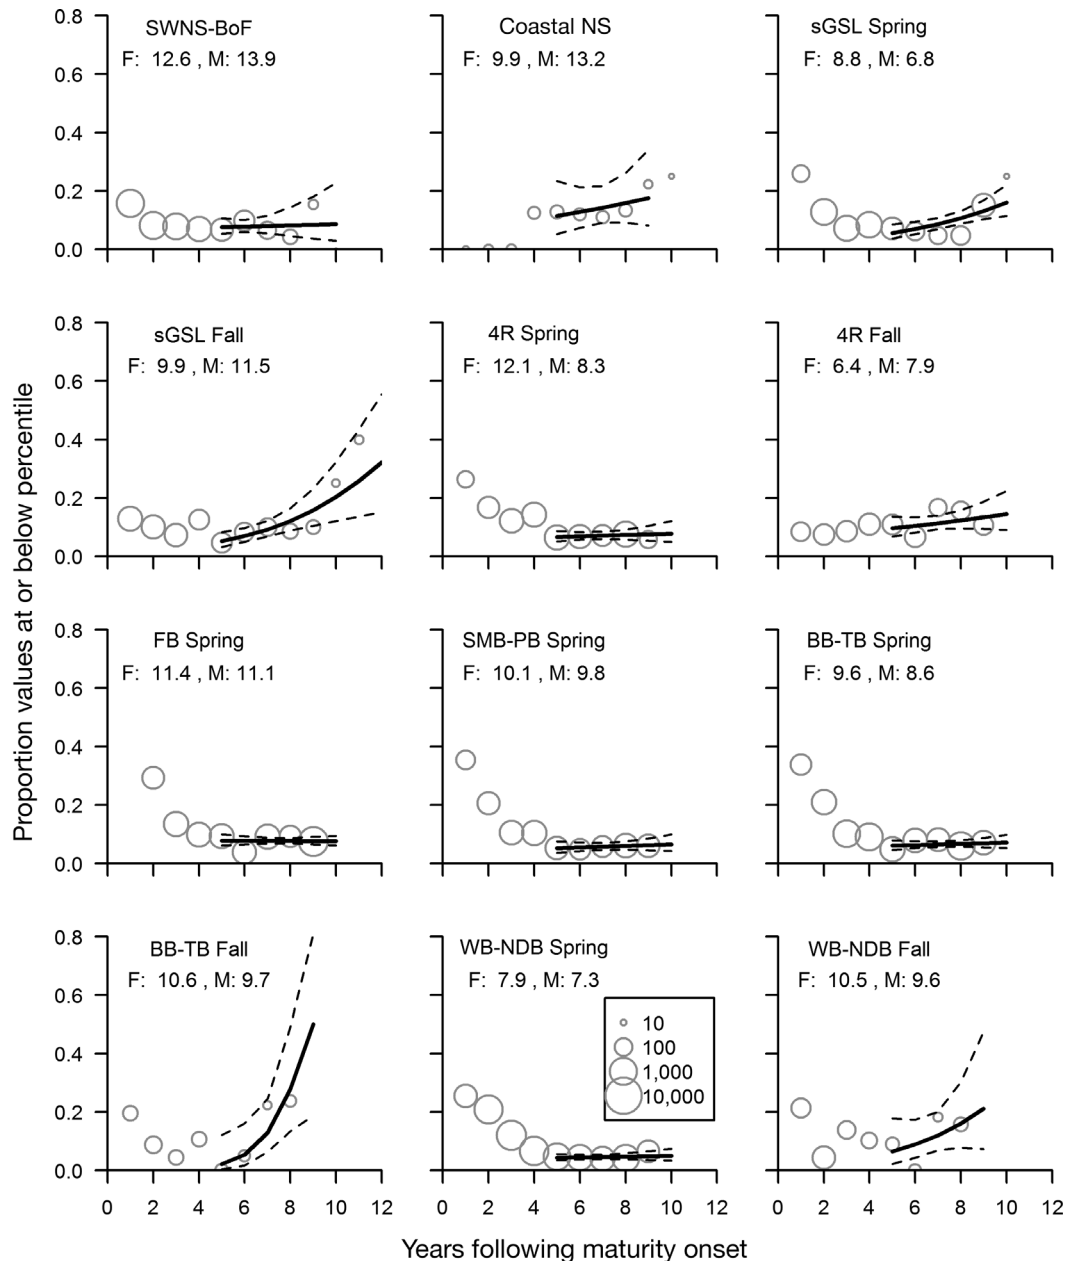 0.8
0.6
0.4
0.2
0.0
SWNS-BoF
F: 12.6 , M: 13.9
Coastal NS
F: 9.9 , M: 13.2
sGSL Spring
F: 8.8 , M: 6.8
0.8
0.6
0.4
0.2
0.0
sGSL Fall
F: 9.9 , M: 11.5
4R Spring
F: 12.1 , M: 8.3
4R Fall
F: 6.4 , M: 7.9
0.8
0.6
0.4
0.2
0.0
FB Spring
F: 11.4 , M: 11.1
SMB-PB Spring
F: 10.1 , M: 9.8
BB-TB Spring
F: 9.6 , M: 8.6
0.8
0.6
0.4
0.2
0.0
BB-TB Fall
F: 10.6 , M: 9.7
WB-NDB Spring
F: 7.9 , M: 7.3
10
100
1,000
10,000
WB-NDB Fall
F: 10.5 , M: 9.6
0 2 4 6 8 10
0 2 4 6 8 10
0 2 4 6 8 10 12
Proportion values at or below percentile
Years following maturity onset